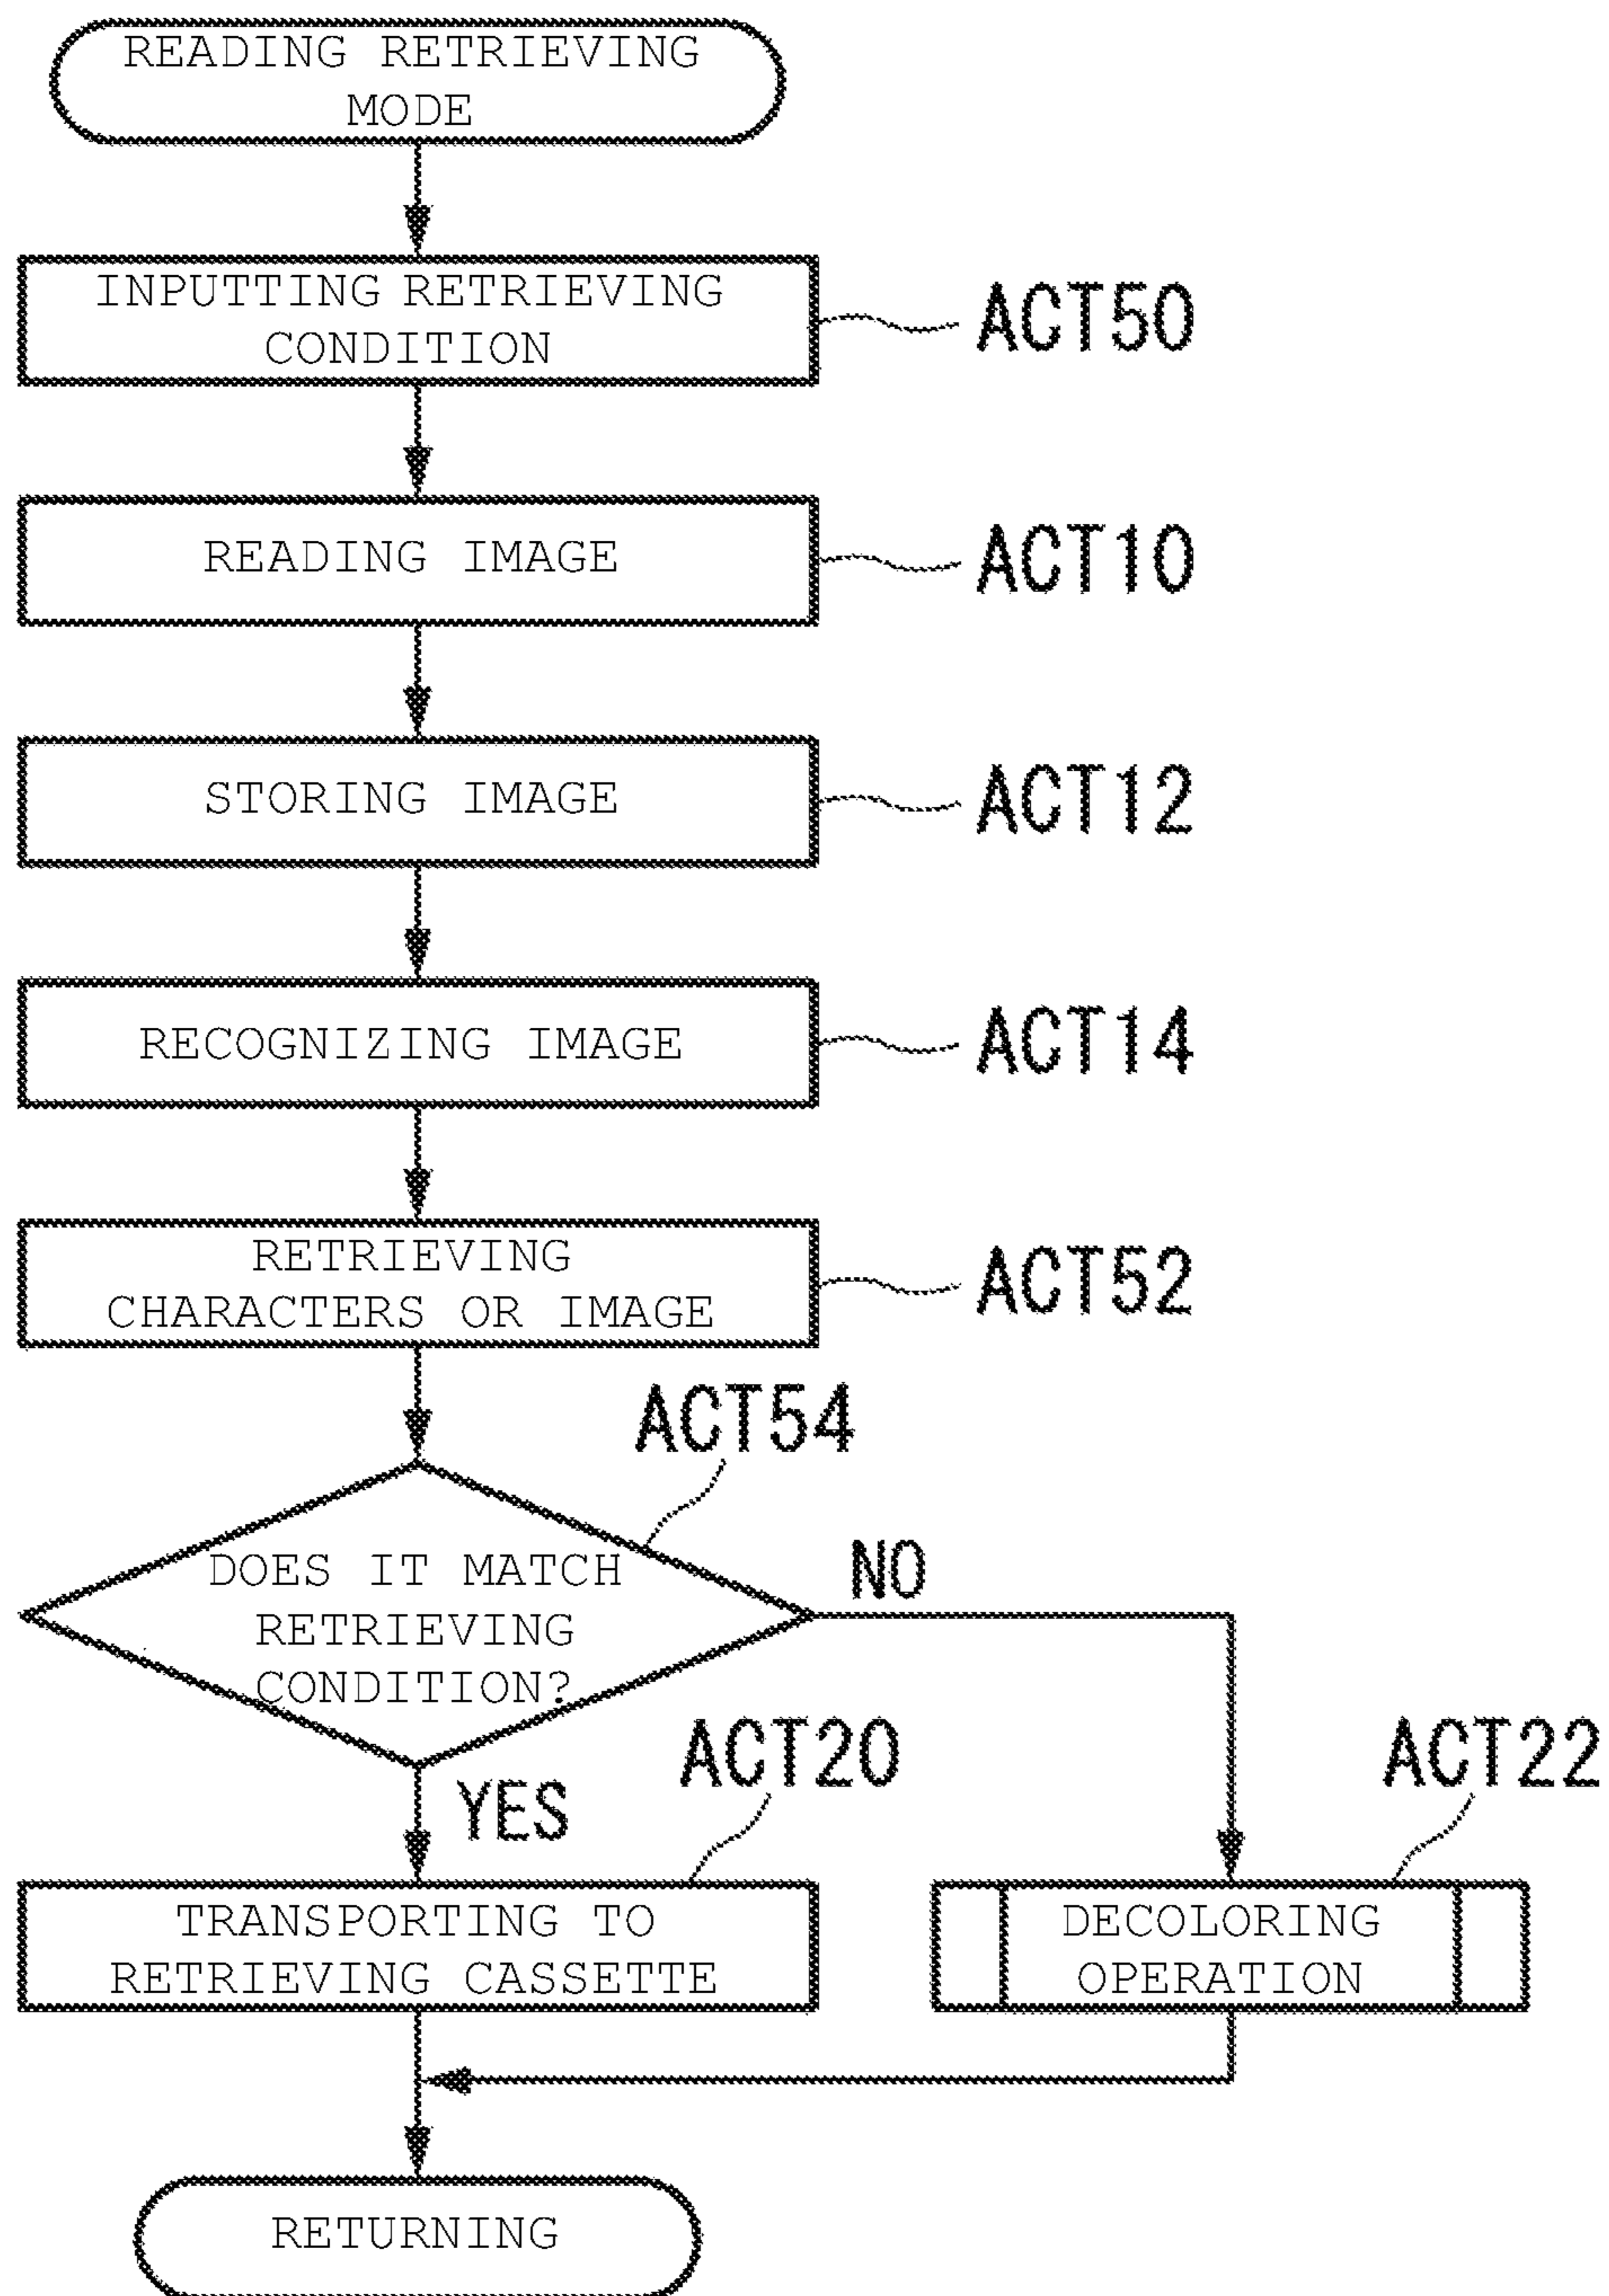 READING RETRIEVING
MODE
INPUTTING RETRIEVING
CONDITION
ACT50
READING IMAGE
ACT10
STORING IMAGE
ACT12
RECOGNIZING IMAGE
ACT14
RETRIEVING
CHARACTERS OR IMAGE
ACT52
ACT54
DOES IT MATCH
RETRIEVING
CONDITION?
NO
YES
ACT20
TRANSPORTING TO
RETRIEVING CASSETTE
ACT22
DECOLORING
OPERATION
RETURNING